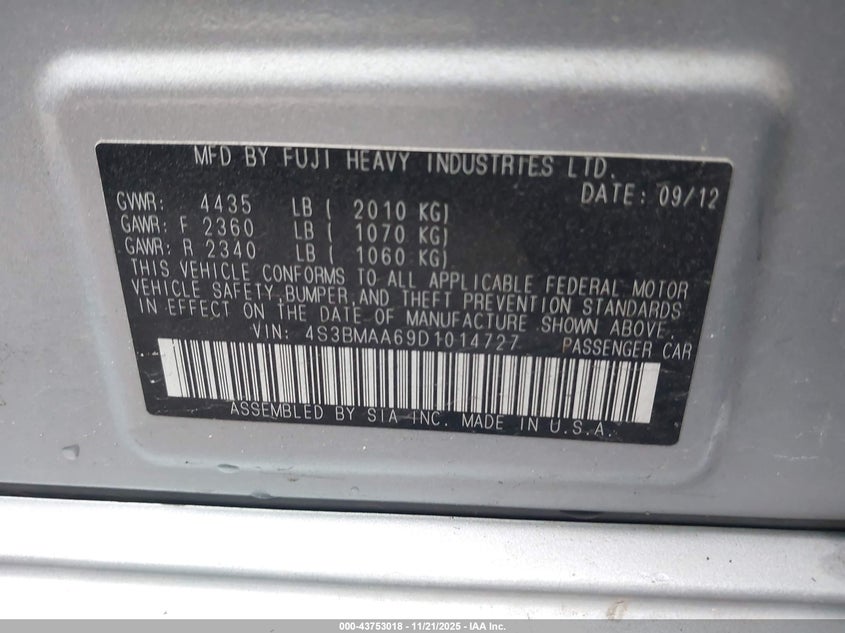 MFD BY FUJI HEAVY INDUSTRIES LTD.
DATE: 09/12
GVWR: 4435 LB ( 2010 KG)
GAWR: F 2360 LB ( 1070 KG)
GAWR: R 2340 LB ( 1060 KG)
THIS VEHICLE CONFORMS TO ALL APPLICABLE FEDERAL MOTOR
VEHICLE SAFETY,BUMPER,AND THEFT PREVENTION STANDARDS
IN EFFECT ON THE DATE OF MANUFACTURE SHOWN ABOVE.
VIN: 4S3BMAA69D1014727 PASSENGER CAR
ASSEMBLED BY SIA INC. MADE IN U.S.A.
000-43753018 - 11/21/2025 - IAA Inc.